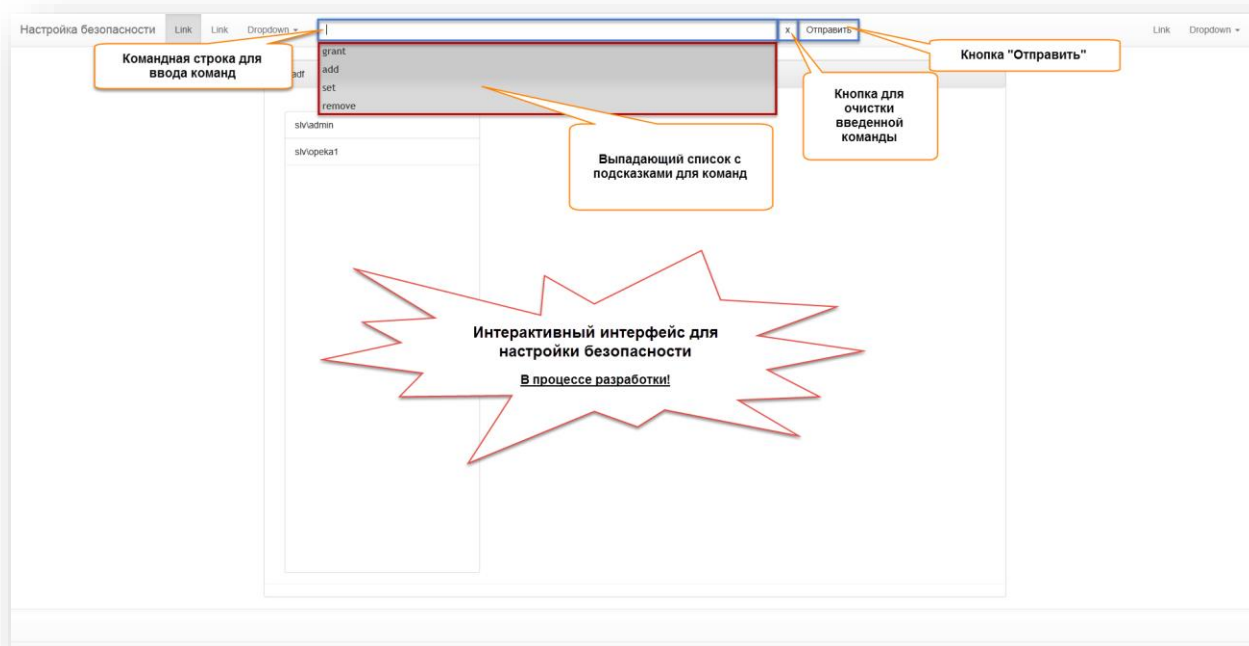 Настройка безопасности Link Link Dropdown x Отправить Link Dropdown
Командная строка для
ввода команд
Кнопка "Отправить"
grant
add
set
remove
adf
Кнопка для
очистки
введенной
команды
slv\admin
slv\opeka1
Выпадающий список с
подсказками для команд
Интерактивный интерфейс для
настройки безопасности
В процессе разработки!